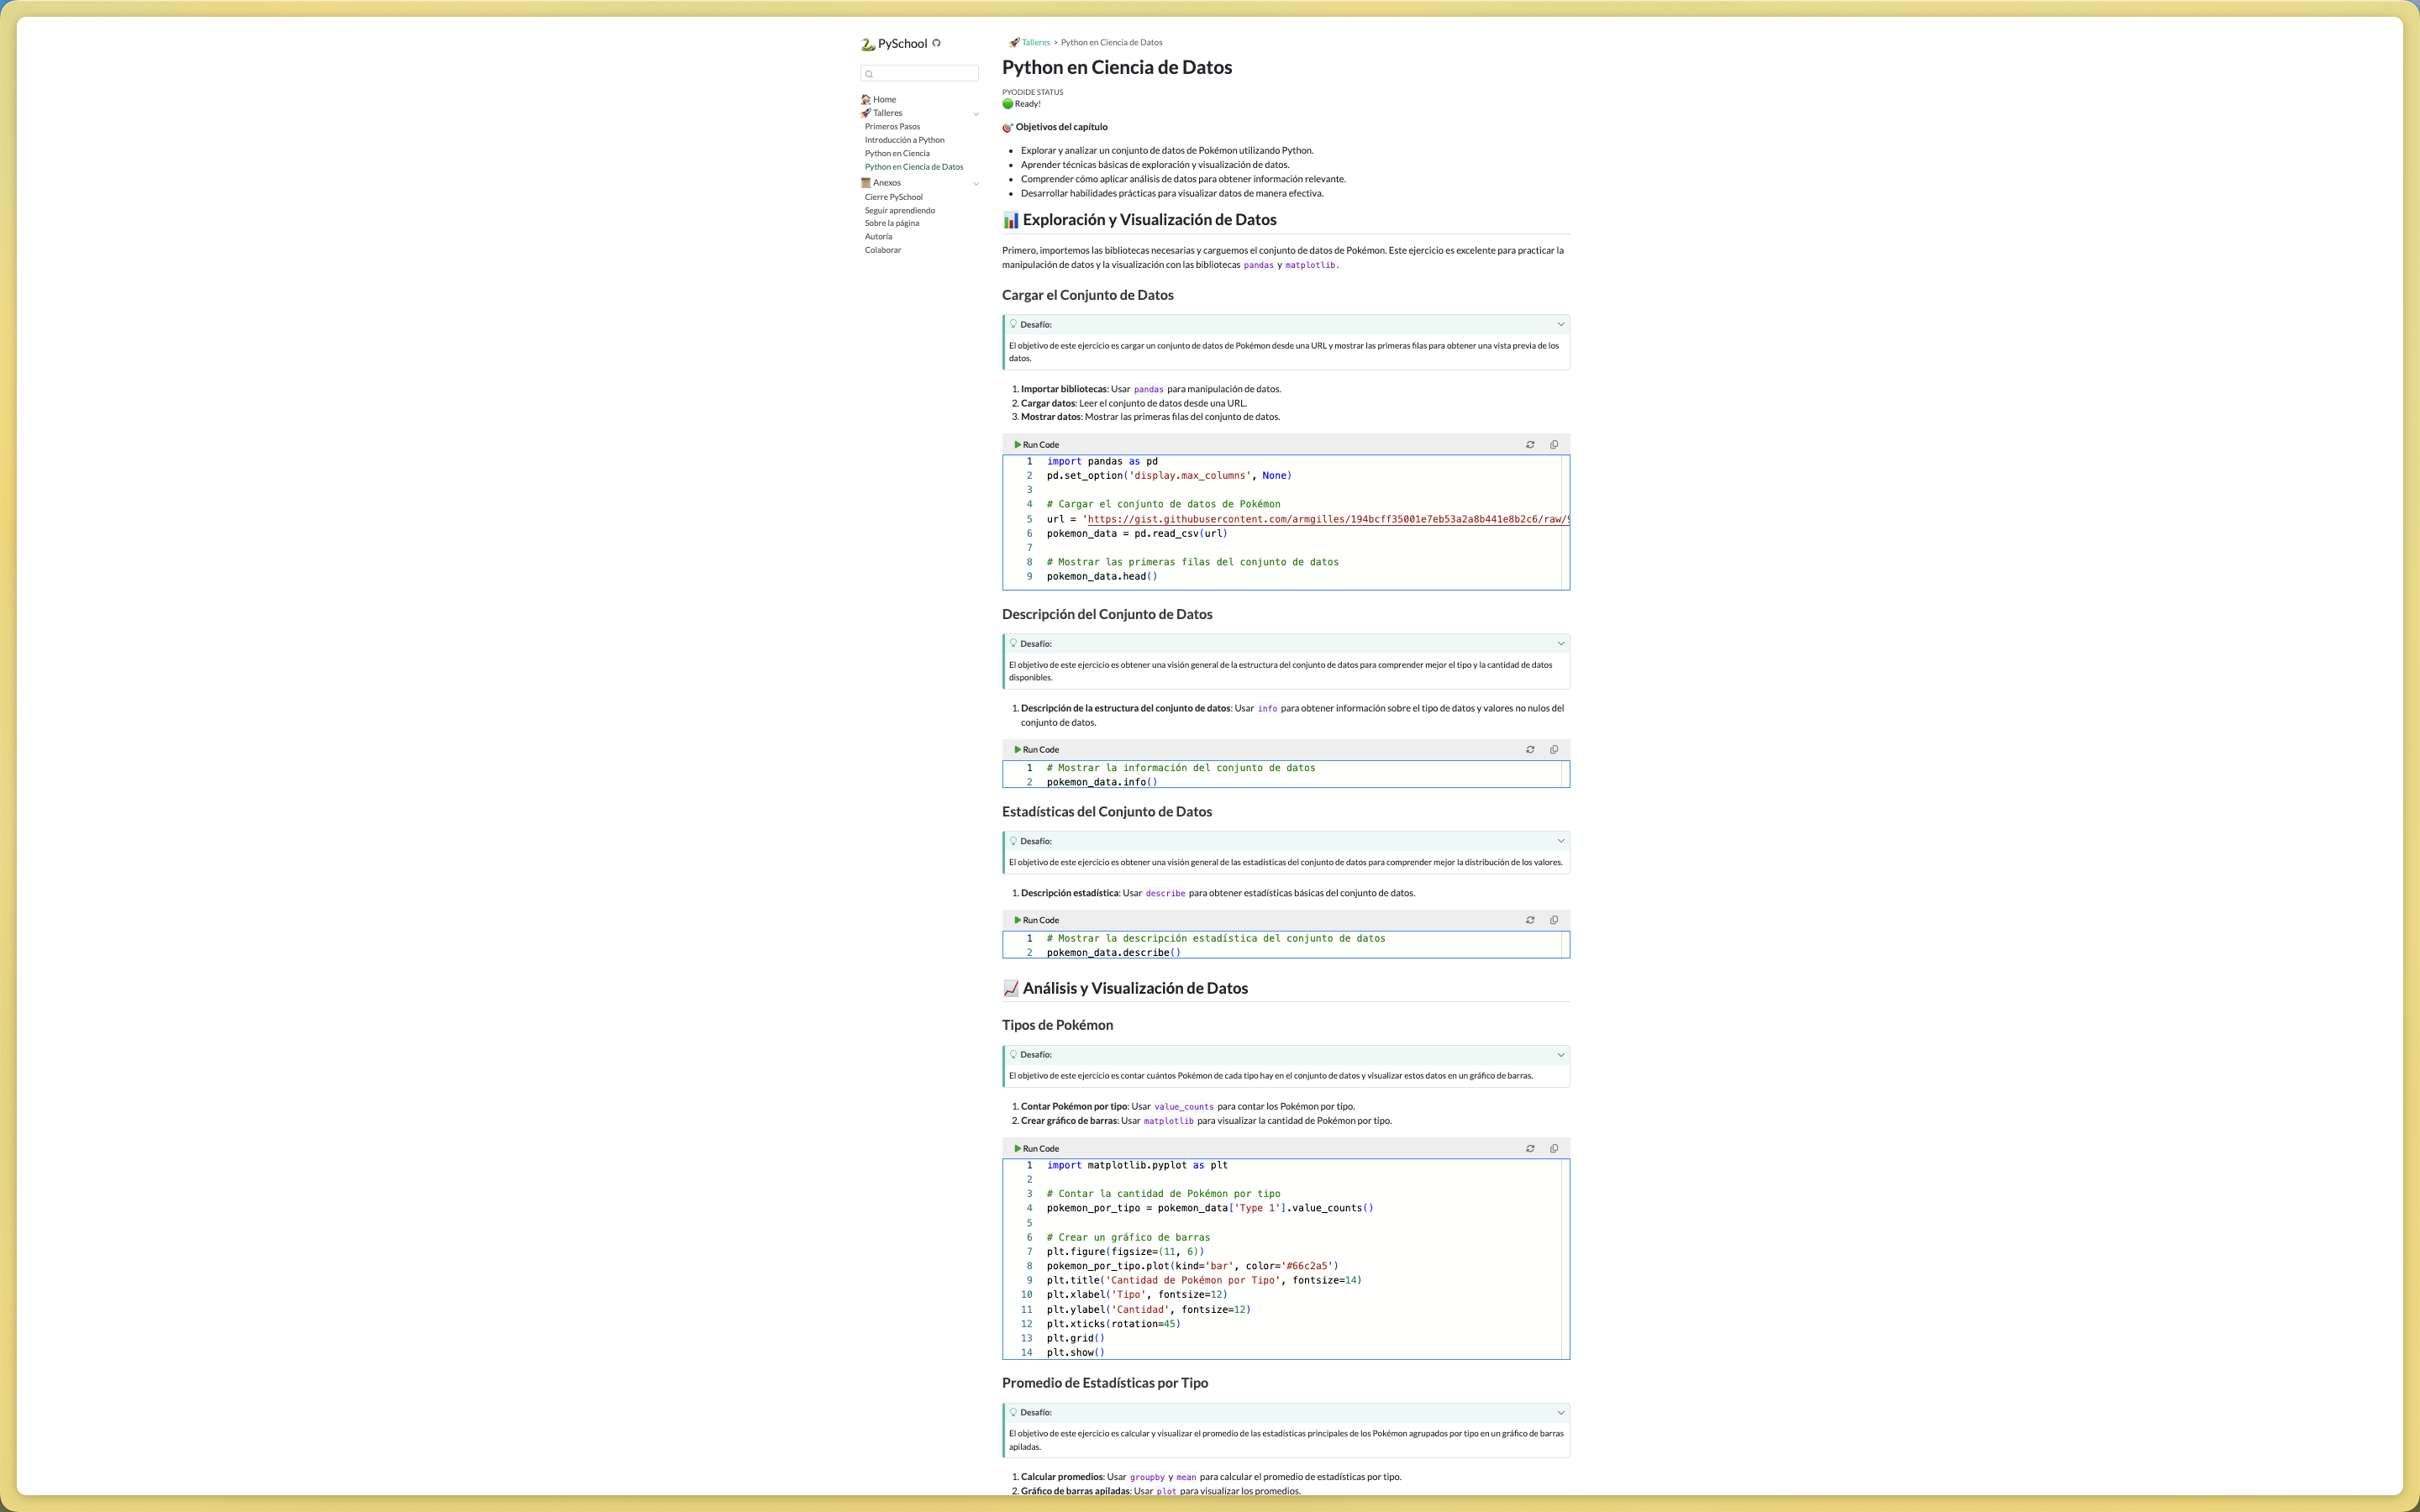 PySchool
Home
Talleres
Primeros Pasos
Introducción a Python
Python en Ciencia
Python en Ciencia de Datos
Anexos
Cierre PySchool
Seguir aprendiendo
Sobre la página
Autoría
Colaborar
Talleres > Python en Ciencia de Datos
Python en Ciencia de Datos
PYODIDE STATUS
Ready!
Objetivos del capítulo
• Explorar y analizar un conjunto de datos de Pokémon utilizando Python.
• Aprender técnicas básicas de exploración y visualización de datos.
• Comprender cómo aplicar análisis de datos para obtener información relevante.
• Desarrollar habilidades prácticas para visualizar datos de manera efectiva.
Exploración y Visualización de Datos
Primero, importemos las bibliotecas necesarias y carguemos el conjunto de datos de Pokémon. Este ejercicio es excelente para practicar la
manipulación de datos y la visualización con las bibliotecas pandas y matplotlib.
Cargar el Conjunto de Datos
Desafío:
El objetivo de este ejercicio es cargar un conjunto de datos de Pokémon desde una URL y mostrar las primeras filas para obtener una vista previa de los
datos.
1. Importar bibliotecas: Usar pandas para manipulación de datos.
2. Cargar datos: Leer el conjunto de datos desde una URL.
3. Mostrar datos: Mostrar las primeras filas del conjunto de datos.
Run Code
1 import pandas as pd
2 pd.set_option('display.max_columns', None)
3
4 # Cargar el conjunto de datos de Pokémon
5 url = 'https://gist.githubusercontent.com/armgilles/194bcff35001e7eb53a2a8b441e8b2c6/raw/9
6 pokemon_data = pd.read_csv(url)
7
8 # Mostrar las primeras filas del conjunto de datos
9 pokemon_data.head()
Descripción del Conjunto de Datos
Desafío:
El objetivo de este ejercicio es obtener una visión general de la estructura del conjunto de datos para comprender mejor el tipo y la cantidad de datos
disponibles.
1. Descripción de la estructura del conjunto de datos: Usar info para obtener información sobre el tipo de datos y valores no nulos del
conjunto de datos.
Run Code
1 # Mostrar la información del conjunto de datos
2 pokemon_data.info()
Estadísticas del Conjunto de Datos
Desafío:
El objetivo de este ejercicio es obtener una visión general de las estadísticas del conjunto de datos para comprender mejor la distribución de los valores.
1. Descripción estadística: Usar describe para obtener estadísticas básicas del conjunto de datos.
Run Code
1 # Mostrar la descripción estadística del conjunto de datos
2 pokemon_data.describe()
Análisis y Visualización de Datos
Tipos de Pokémon
Desafío:
El objetivo de este ejercicio es contar cuántos Pokémon de cada tipo hay en el conjunto de datos y visualizar estos datos en un gráfico de barras.
1. Contar Pokémon por tipo: Usar value_counts para contar los Pokémon por tipo.
2. Crear gráfico de barras: Usar matplotlib para visualizar la cantidad de Pokémon por tipo.
Run Code
1 import matplotlib.pyplot as plt
2
3 # Contar la cantidad de Pokémon por tipo
4 pokemon_por_tipo = pokemon_data['Type 1'].value_counts()
5
6 # Crear un gráfico de barras
7 plt.figure(figsize=(11, 6))
8 pokemon_por_tipo.plot(kind='bar', color='#66c2a5')
9 plt.title('Cantidad de Pokémon por Tipo', fontsize=14)
10 plt.xlabel('Tipo', fontsize=12)
11 plt.ylabel('Cantidad', fontsize=12)
12 plt.xticks(rotation=45)
13 plt.grid()
14 plt.show()
Promedio de Estadísticas por Tipo
Desafío:
El objetivo de este ejercicio es calcular y visualizar el promedio de las estadísticas principales de los Pokémon agrupados por tipo en un gráfico de barras
apiladas.
1. Calcular promedios: Usar groupby y mean para calcular el promedio de estadísticas por tipo.
2. Gráfico de barras apiladas: Usar plot para visualizar los promedios.